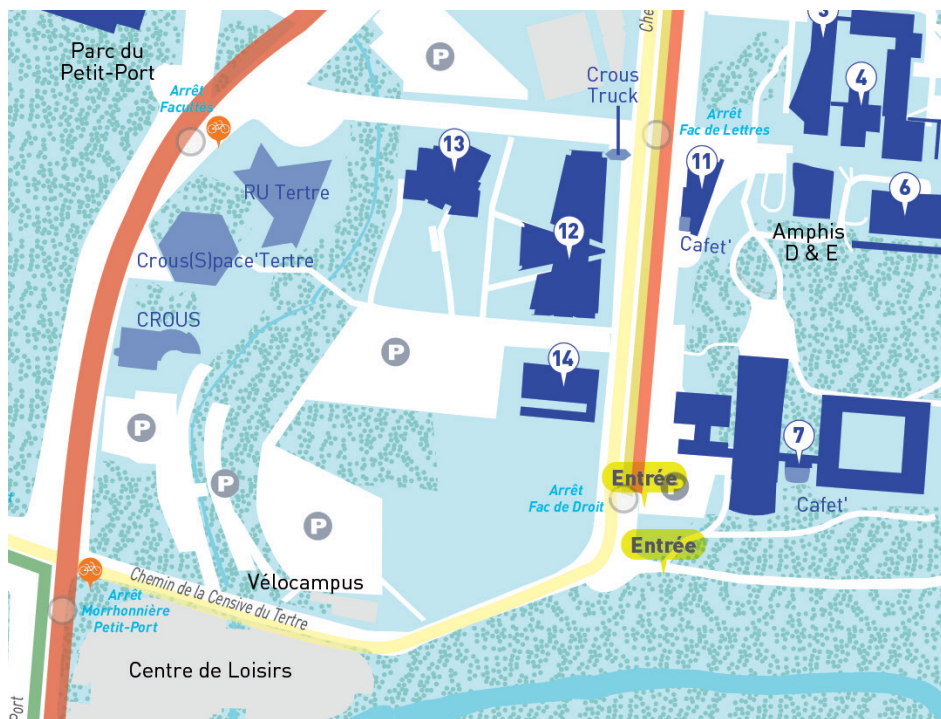 Parc du
Petit-Port
P
Che
3
4
Crous
Truck
Arrêt
Facultés
Arrêt
Fac de Lettres
13
11
6
RU Tertre
12
Cafet'
Amphis
D & E
Crous(S)pace'Tertre
CROUS
P
14
P
7
P
Entrée
P
Arrêt
Fac de Droit
Cafet'
P
Entrée
Chemin de la Censive du Tertre
Vélocampus
Arrêt
Morrhonnière
Petit-Port
Centre de Loisirs
Port